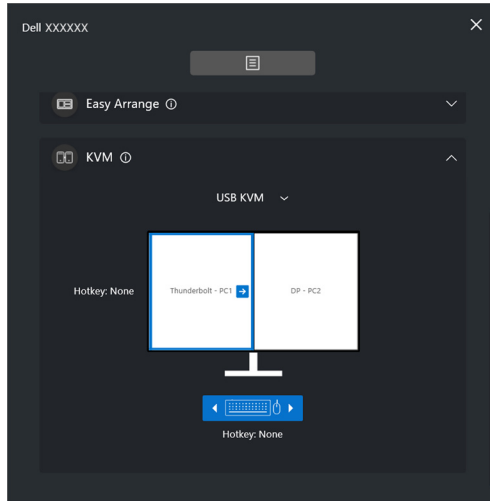 Dell XXXXXX
Easy Arrange
KVM
USB KVM
Hotkey: None
Thunderbolt - PC1
DP - PC2
Hotkey: None